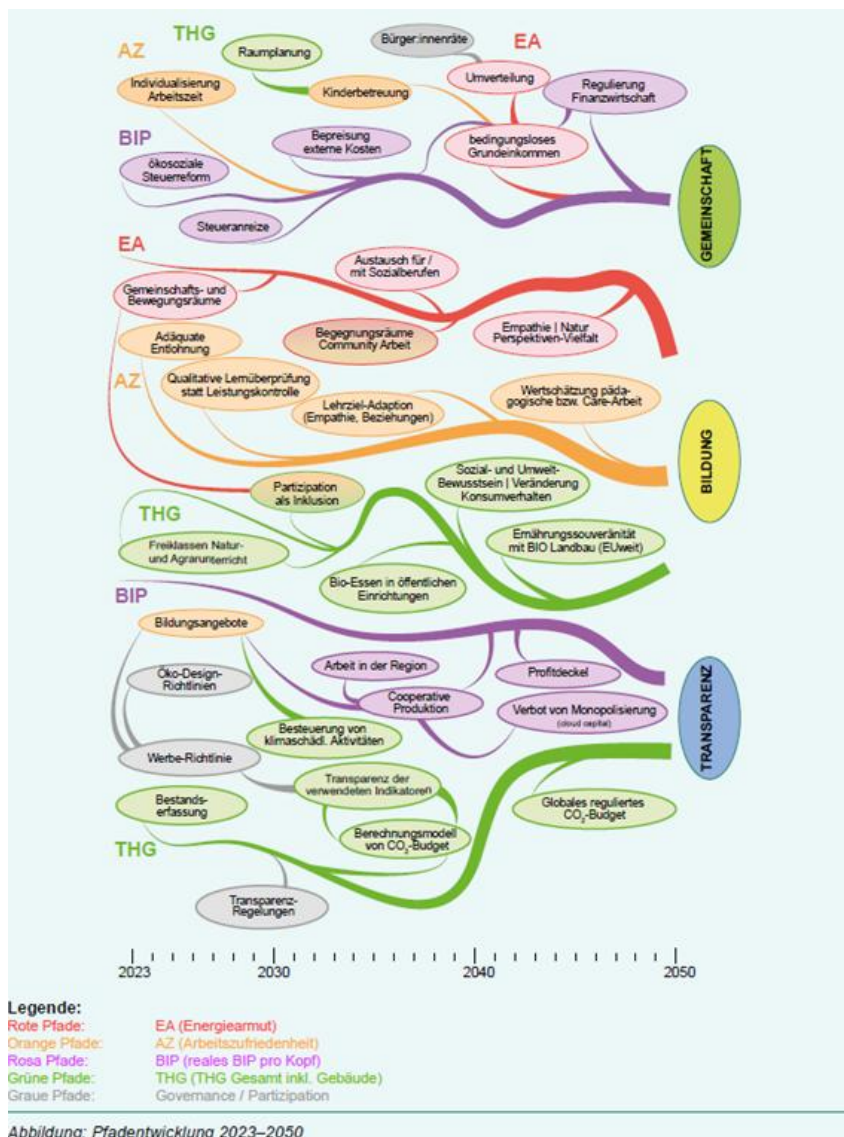 THG
AZ
Raumplanung
Bürger:innenräte
EA
Individualisierung
Arbeitszeit
Kinderbetreuung
Umverteilung
Regulierung
Finanzwirtschaft
BIP
Bepreisung
externe Kosten
bedingungsloses
Grundeinkommen
ökosoziale
Steuerreform
Steueranreize
GEMEINSCHAFT
EA
Austausch für /
mit Sozialberufen
Gemeinschafts- und
Bewegungsräume
Begegnungsräume
Community Arbeit
Empathie | Natur
Perspektiven-Vielfalt
Adäquate
Entlohnung
AZ
Qualitative Lernüberprüfung
statt Leistungskontrolle
Lehrziel-Adaption
(Empathie, Beziehungen)
Wertschätzung päda-
gogische bzw. Care-Arbeit
BILDUNG
Partizipation
als Inklusion
Sozial- und Umwelt-
Bewusstsein | Veränderung
Konsumverhalten
THG
Freiklassen Natur-
und Agrarunterricht
Ernährungssouveränität
mit BIO Landbau (EUweit)
Bio-Essen in öffentlichen
Einrichtungen
BIP
Bildungsangebote
Öko-Design-
Richtlinien
Arbeit in der Region
Profitdeckel
Cooperative
Produktion
Verbot von Monopolisierung
(cloud capital)
Besteuerung von
klimaschädl. Aktivitäten
Werbe-Richtlinie
TRANSPARENZ
Transparenz der
verwendeten Indikatoren
Bestands-
erfassung
Globales reguliertes
CO₂-Budget
Berechnungsmodell
von CO₂-Budget
THG
Transparenz-
Regelungen
2023 2030 2040 2050
Legende:
Rote Pfade: EA (Energiearmut)
Orange Pfade: AZ (Arbeitszufriedenheit)
Rosa Pfade: BIP (reales BIP pro Kopf)
Grüne Pfade: THG (THG Gesamt inkl. Gebäude)
Graue Pfade: Governance / Partizipation
Abbildung: Pfadentwicklung 2023–2050